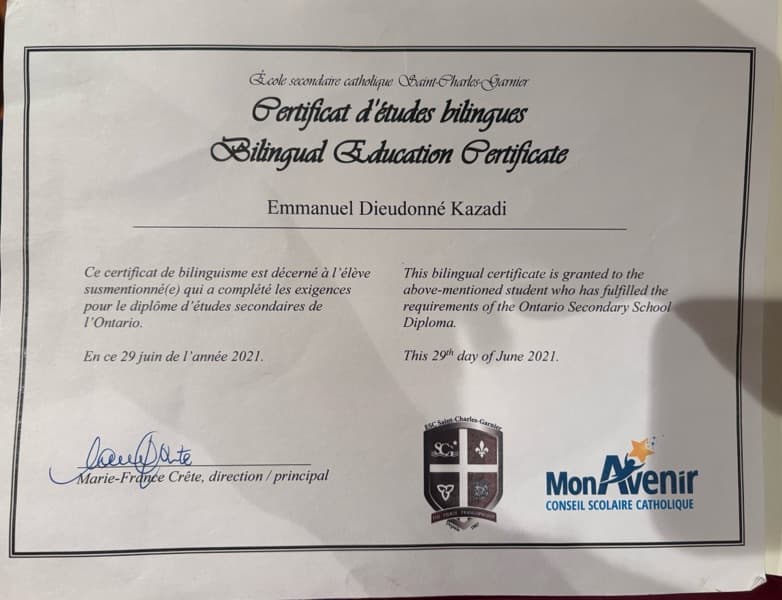 École secondaire catholique Saint-Charles-Garnier
Certificat d'études bilingues
Bilingual Education Certificate
Emmanuel Dieudonné Kazadi
Ce certificat de bilinguisme est décerné à l'élève
susmentionné(e) qui a complété les exigences
pour le diplôme d'études secondaires de
l'Ontario.
En ce 29 juin de l'année 2021.
This bilingual certificate is granted to the
above-mentioned student who has fulfilled the
requirements of the Ontario Secondary School
Diploma.
This 29th day of June 2021.
Marie-France Crête, direction / principal
ESC Saint-Charles-Garnier
MonAvenir
CONSEIL SCOLAIRE CATHOLIQUE